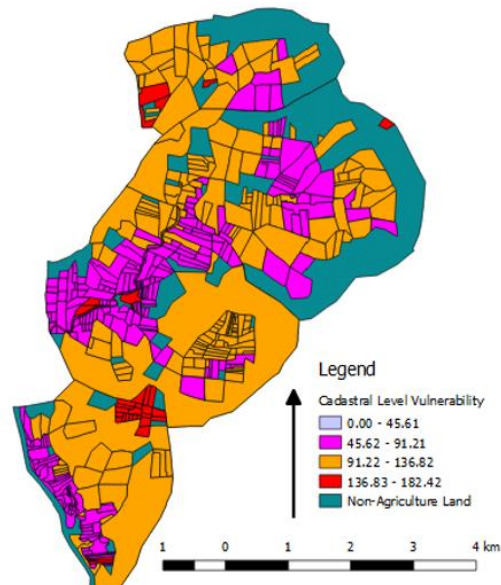 Legend
Cadastral Level Vulnerability
0.00 - 45.61
45.62 - 91.21
91.22 - 136.82
136.83 - 182.42
Non-Agriculture Land
1 0 1 2 3 4 km